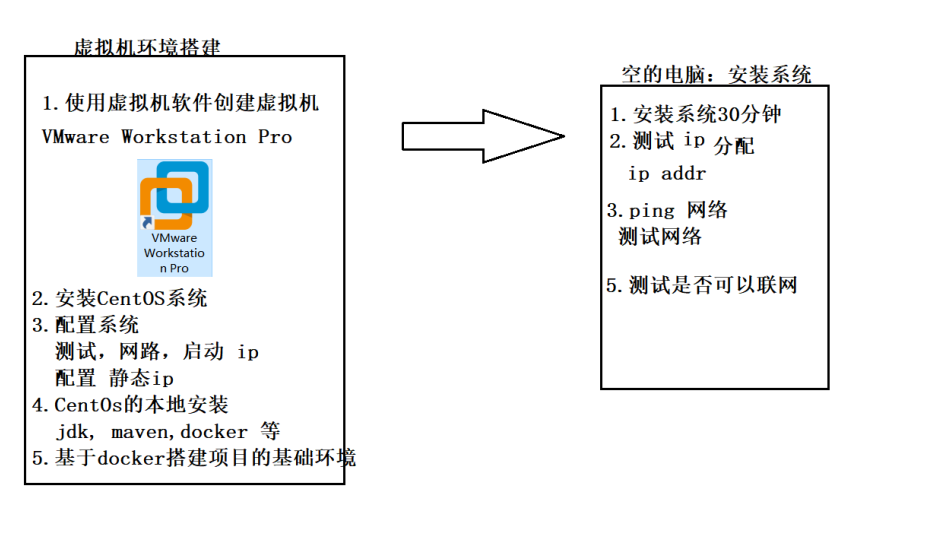 虚拟机环境搭建
1.使用虚拟机软件创建虚拟机
VMware Workstation Pro
VMware
Workstatio
n Pro
2.安装CentOS系统
3.配置系统
测试，网路，启动 ip
配置 静态ip
4.CentOs的本地安装
jdk, maven,docker 等
5.基于docker搭建项目的基础环境
空的电脑：安装系统
1.安装系统30分钟
2.测试 ip 分配
ip addr
3.ping 网络
测试网络
5.测试是否可以联网